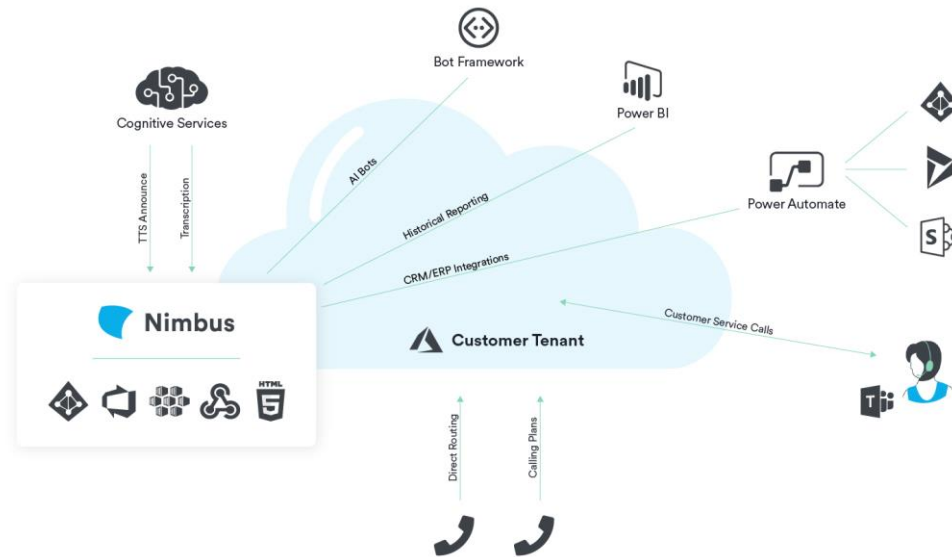 Bot Framework
Cognitive Services
Power BI
AI Bots
TTS Announce
Transcription
Historical Reporting
Power Automate
S
CRM/ERP Integrations
Nimbus
Customer Tenant
Customer Service Calls
HTML
5
T
Direct Routing
Calling Plans